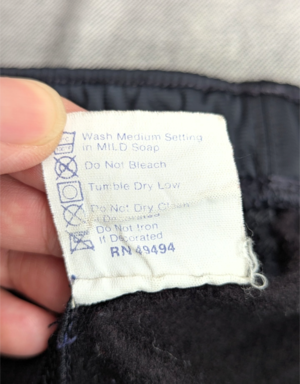 Wash Medium Setting
in MILD Soap
Do Not Bleach
Tumble Dry Low
Do Not Dry Clean
if Decorated
Do Not Iron
If Decorated
RN 49494